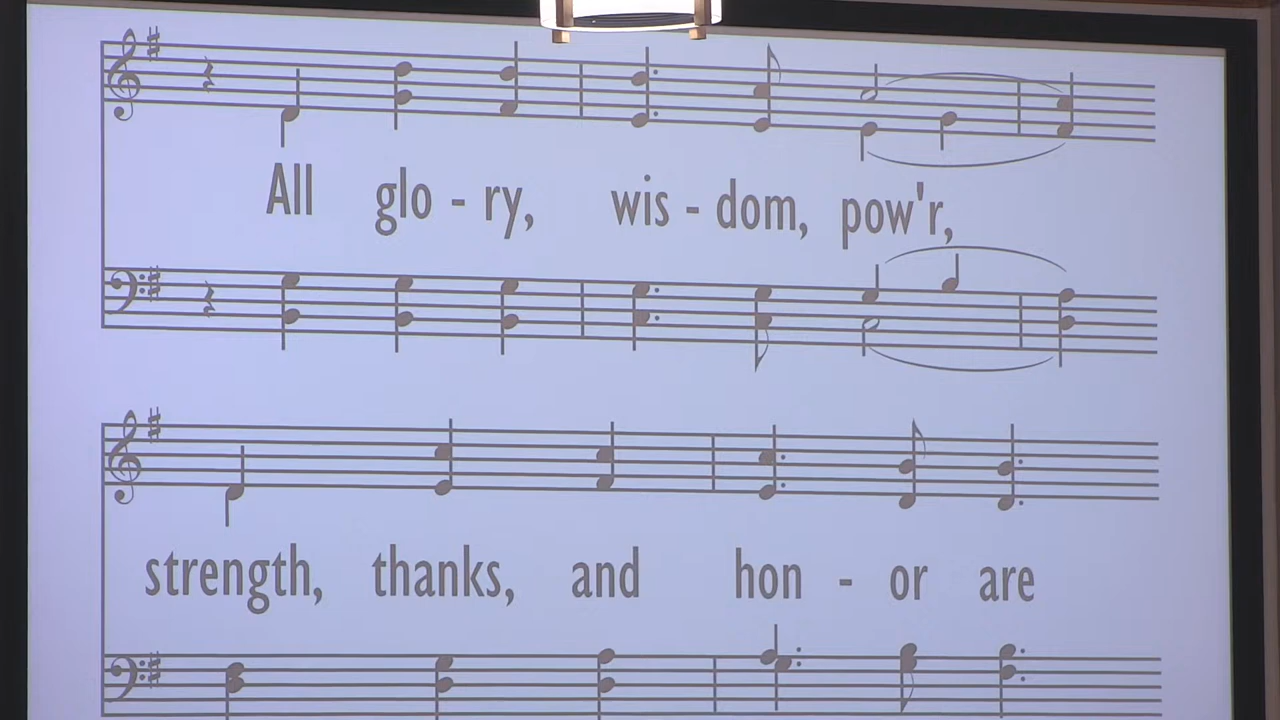 All glo - ry, wis - dom, pow'r,
strength, thanks, and hon - or are